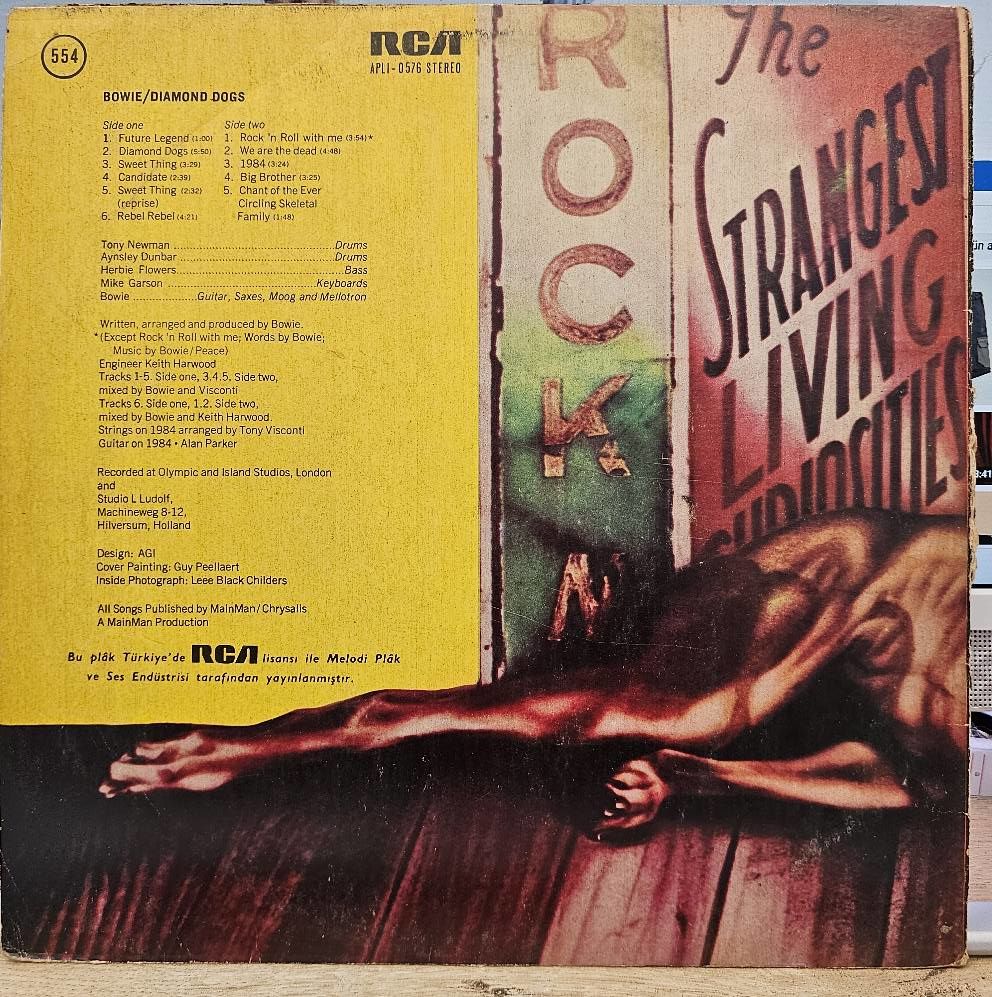 554
RCA
APLI-0576 STEREO
BOWIE/DIAMOND DOGS
Side one
1. Future Legend (1:00)
2. Diamond Dogs (5:50)
3. Sweet Thing (3:29)
4. Candidate (2:39)
5. Sweet Thing (2:32)
(reprise)
6. Rebel Rebel (4:21)
Side two
1. Rock 'n Roll with me (3:54)*
2. We are the dead (4:48)
3. 1984 (3:24)
4. Big Brother (3:25)
5. Chant of the Ever
Circling Skeletal
Family (1:48)
Tony Newman ........................................Drums
Aynsley Dunbar ......................................Drums
Herbie Flowers..........................................Bass
Mike Garson ....................................Keyboards
Bowie ................Guitar, Saxes, Moog and Mellotron
Written, arranged and produced by Bowie.
*(Except Rock 'n Roll with me; Words by Bowie;
Music by Bowie/Peace)
Engineer Keith Harwood
Tracks 1-5. Side one, 3.4.5. Side two,
mixed by Bowie and Visconti
Tracks 6. Side one, 1.2. Side two,
mixed by Bowie and Keith Harwood.
Strings on 1984 arranged by Tony Visconti
Guitar on 1984 • Alan Parker
Recorded at Olympic and Island Studios, London
and
Studio L Ludolf,
Machineweg 8-12,
Hilversum, Holland
Design: AGI
Cover Painting: Guy Peellaert
Inside Photograph: Leee Black Childers
All Songs Published by MainMan/Chrysalis
A MainMan Production
Bu plâk Türkiye'de RCA lisansı ile Melodi Plâk
ve Ses Endüstrisi tarafından yayınlanmıştır.
ROCK N
The
STRANGEST
LIVING
CURIOSITIES